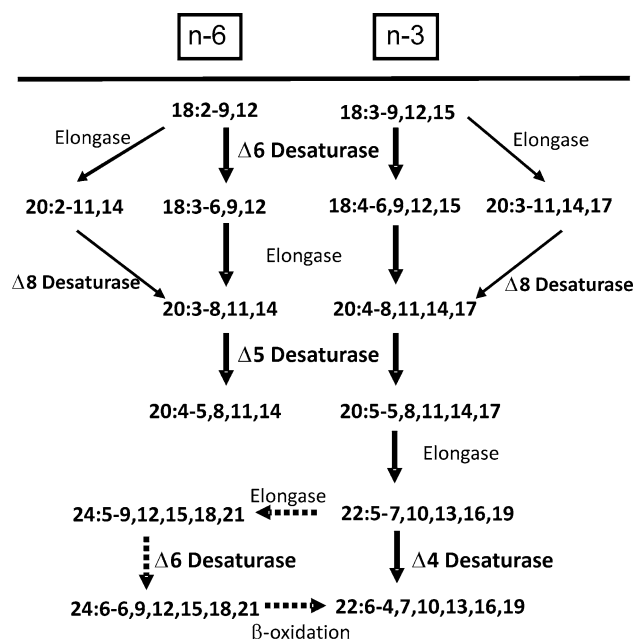 n-6 n-3
18:2-9,12 18:3-9,12,15
Elongase Δ6 Desaturase Elongase
20:2-11,14 18:3-6,9,12 18:4-6,9,12,15 20:3-11,14,17
Elongase
Δ8 Desaturase Δ8 Desaturase
20:3-8,11,14 20:4-8,11,14,17
Δ5 Desaturase
20:4-5,8,11,14 20:5-5,8,11,14,17
Elongase
Elongase
24:5-9,12,15,18,21 22:5-7,10,13,16,19
Δ6 Desaturase Δ4 Desaturase
24:6-6,9,12,15,18,21 22:6-4,7,10,13,16,19
β-oxidation